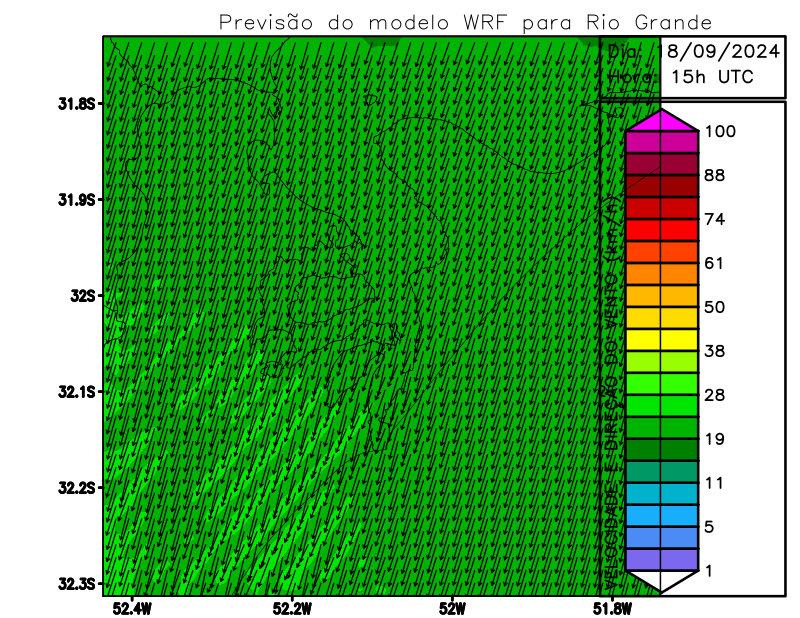 Previsão do modelo WRF para Rio Grande
Dia: 18/09/2024
Hora: 15h UTC
31.8S
31.9S
32S
32.1S
32.2S
32.3S
52.4W
52.2W
52W
51.8W
VELOCIDADE E DIREÇÃO DO VENTO (km/h)
100
88
74
61
50
38
28
19
11
5
1